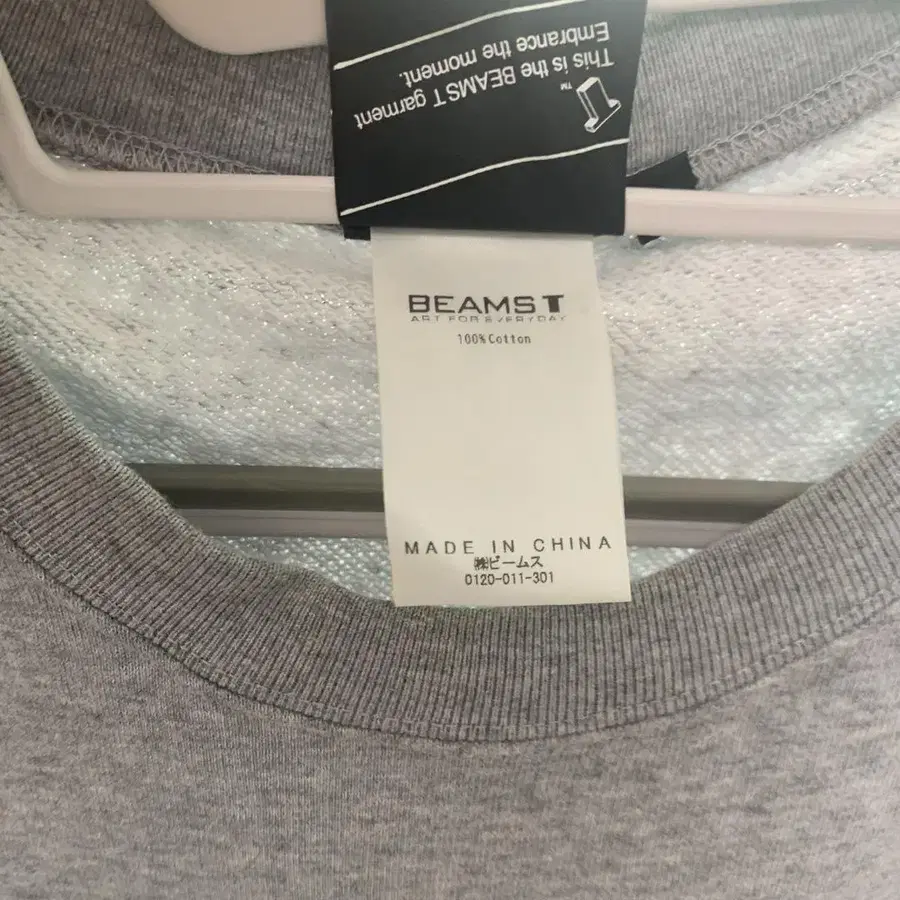 This is the BEAMS T garment
Embrance the moment.
TM
BEAMS T
ART FOR EVERYDAY
100% Cotton
MADE IN CHINA
㈱ビームス
0120-011-301